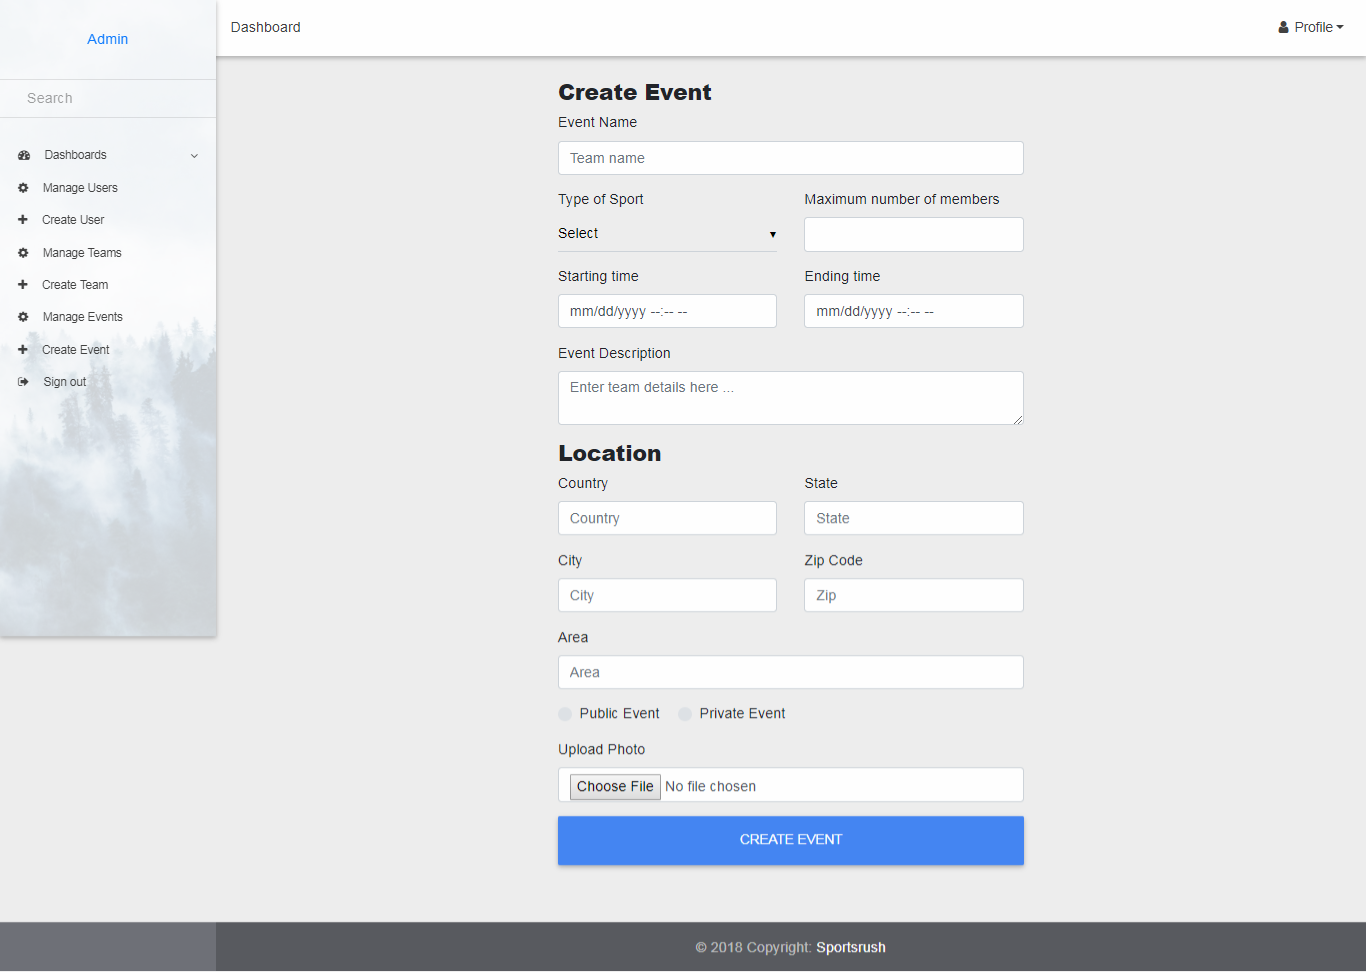 Admin
Search
Dashboards
Manage Users
Create User
Manage Teams
Create Team
Manage Events
Create Event
Sign out
Dashboard
Profile
Create Event
Event Name
Team name
Type of Sport
Maximum number of members
Select
Starting time
Ending time
mm/dd/yyyy --:-- --
mm/dd/yyyy --:-- --
Event Description
Enter team details here ...
Location
Country
State
Country
State
City
Zip Code
City
Zip
Area
Area
Public Event
Private Event
Upload Photo
Choose File No file chosen
CREATE EVENT
© 2018 Copyright: Sportsrush